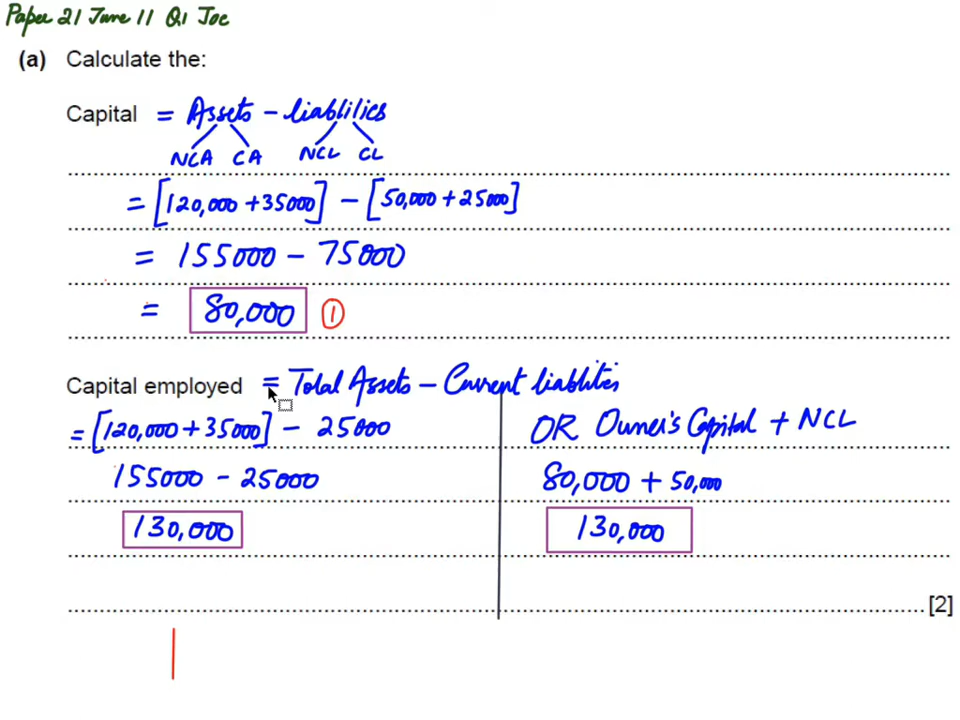 Paper 21 June 11 Q1 Joe
(a) Calculate the:
Capital = Assets - liablilies
NCA CA NCL CL
= [120,000 + 35000] - [50,000 + 25000]
= 155000 - 75000
= 80,000 1
Capital employed = Total Assets - Current liablities
= [120,000 + 35000] - 25000
155000 - 25000
130,000
OR Owner's Capital + NCL
80,000 + 50,000
130,000
[2]